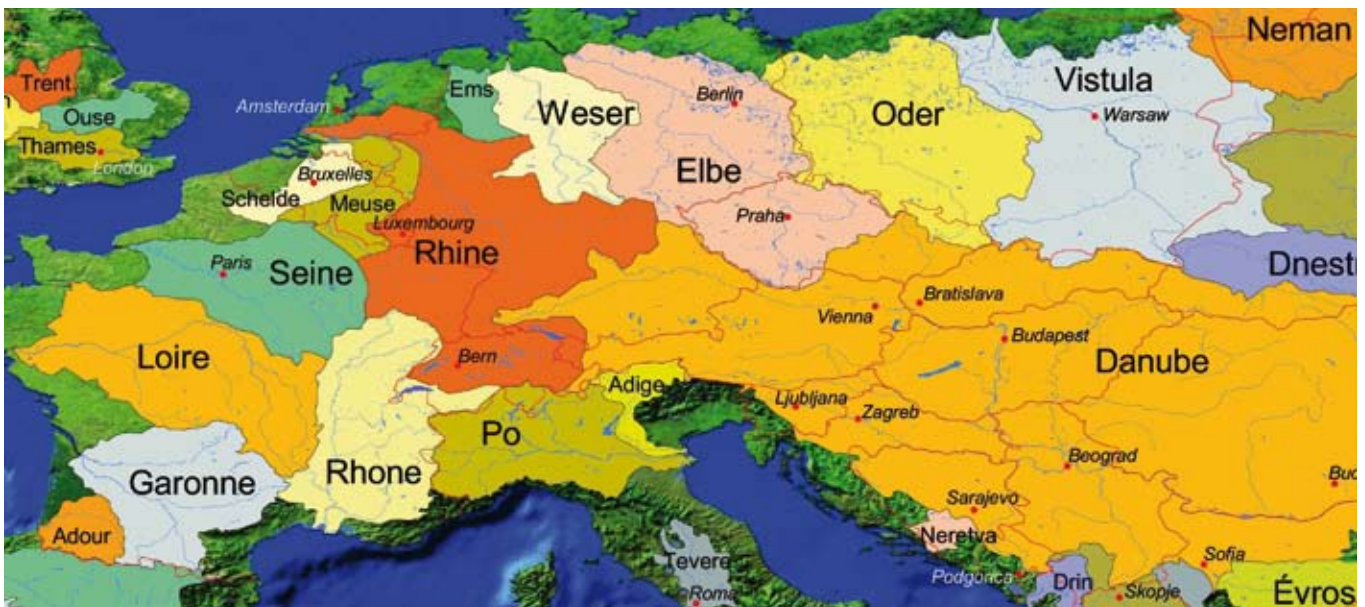 Neman
Trent
Vistula
Ems
Berlin
Amsterdam
Weser
Oder
Ouse
Warsaw
Thames
London
Bruxelles
Elbe
Schelde
Meuse
Praha
Luxembourg
Rhine
Paris
Seine
Dnestr
Bratislava
Vienna
Budapest
Loire
Bern
Danube
Adige
Ljubljana
Zagreb
Po
Beograd
Rhone
Garonne
Buc
Sarajevo
Adour
Neretva
Tevere
Sofia
Podgorica
Drin
Roma
Skopje
Évros